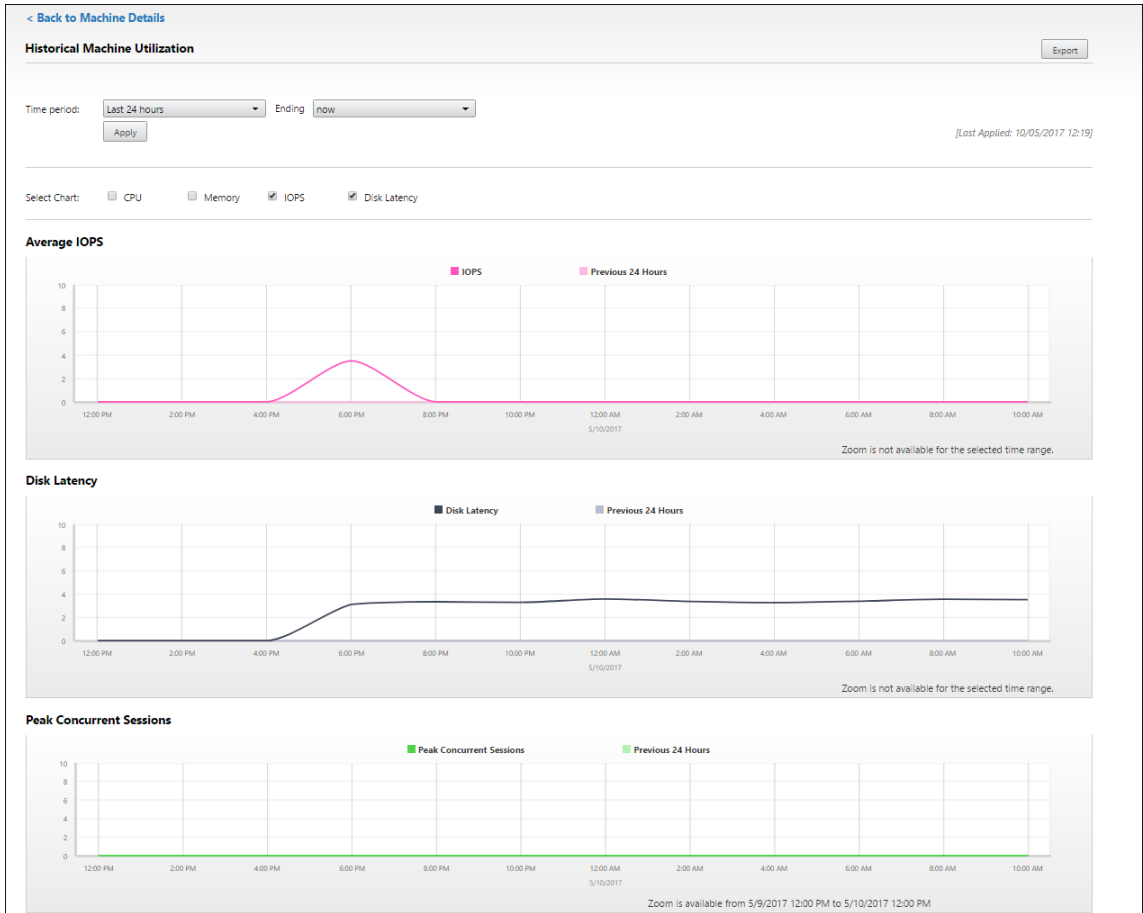 < Back to Machine Details
Historical Machine Utilization
Export
Time period: Last 24 hours Ending now
Apply
[Last Applied: 10/05/2017 12:19]
Select Chart: CPU Memory IOPS Disk Latency
Average IOPS
IOPS Previous 24 Hours
10
8
6
4
2
0
12:00 PM 2:00 PM 4:00 PM 6:00 PM 8:00 PM 10:00 PM 12:00 AM 2:00 AM 4:00 AM 6:00 AM 8:00 AM 10:00 AM
5/10/2017
Zoom is not available for the selected time range.
Disk Latency
Disk Latency Previous 24 Hours
10
8
6
4
2
0
12:00 PM 2:00 PM 4:00 PM 6:00 PM 8:00 PM 10:00 PM 12:00 AM 2:00 AM 4:00 AM 6:00 AM 8:00 AM 10:00 AM
5/10/2017
Zoom is not available for the selected time range.
Peak Concurrent Sessions
Peak Concurrent Sessions Previous 24 Hours
10
8
6
4
2
0
12:00 PM 2:00 PM 4:00 PM 6:00 PM 8:00 PM 10:00 PM 12:00 AM 2:00 AM 4:00 AM 6:00 AM 8:00 AM 10:00 AM
5/10/2017
Zoom is available from 5/9/2017 12:00 PM to 5/10/2017 12:00 PM